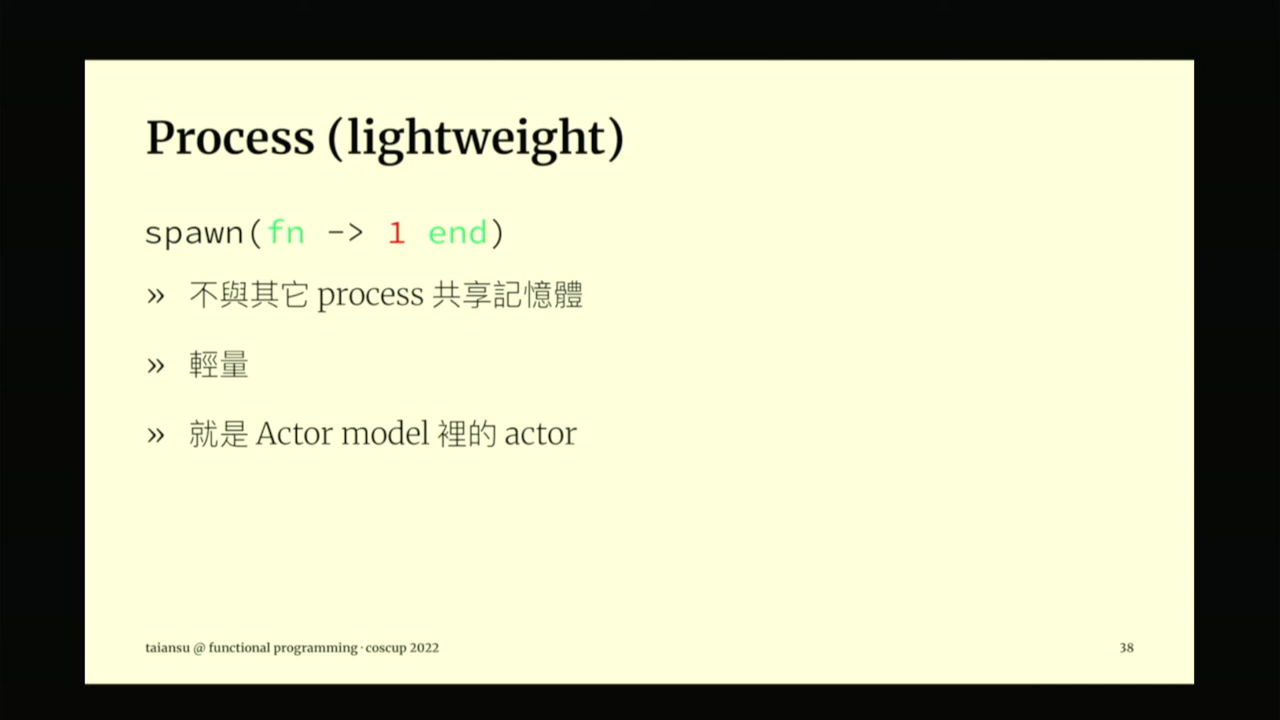 Process (lightweight)
spawn(fn -> 1 end)
» 不與其它 process 共享記憶體
» 輕量
» 就是 Actor model 裡的 actor
taiansu @ functional programming · coscup 2022
38